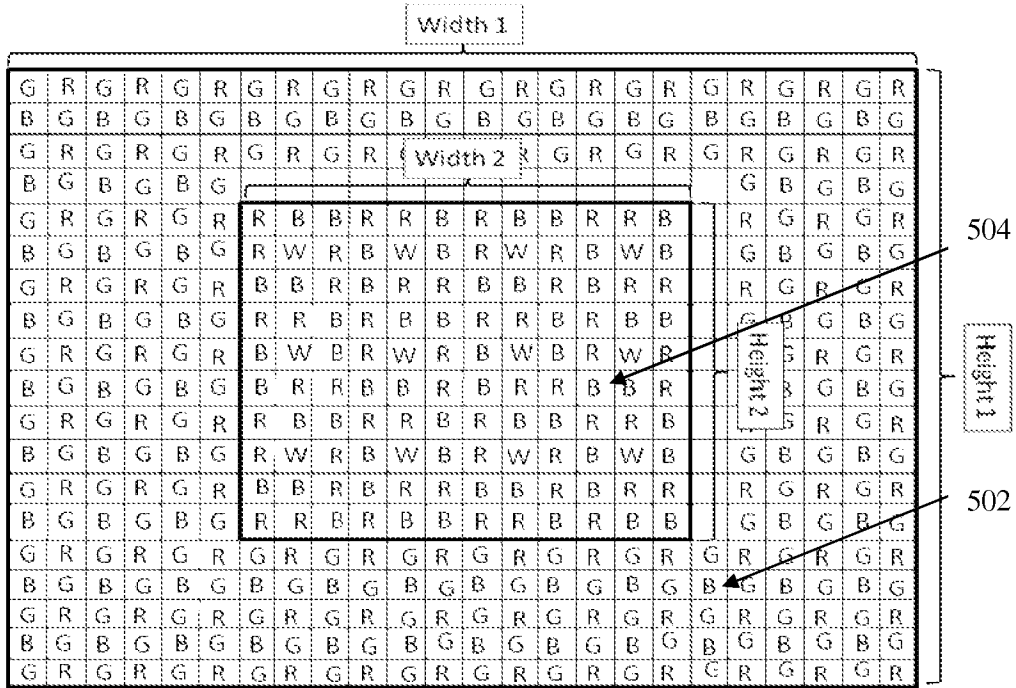 Width 1
G R G R G R G R G R G R G R G R G R G R G R G R
B G B G B G B G B G B G B G B G B G B G B G B G
G R G R G R G R G R Width 2 G R G R G R G R G R
B G B G B G G B G B G
G R G R G R R B B R R B R B B R R B R G R G R
B G B G B G R W R B W B R W R B W B G B G B G
504
G R G R G R B B R B R R B B R B R R R G R G R
B G B G B G R R B R B B R R B R B B B G B G
G R G R G R B W B R W R B W B R W R G R G R
Height 2
Height 1
B G B G B G B R R B B R B R R B B R B G B G
G R G R G R R B B R R B R B B R R B G R G R
B G B G B G R W R B W B R W R B W B G B G B G
G R G R G R B B R B R R B B R B R R R G R G R
502
B G B G B G R R B R B B R R B R B B G B G B G
G R G R G R G R G R G R G R G R G R G R G R G R
B G B G B G B G B G B G B G B G B G B G B G B G
G R G R G R G R G R G R G R G R G R G R G R G R
B G B G B G B G B G B G B G B G B G B G B G B G
G R G R G R G R G R G R G R G R G R C R G R G R